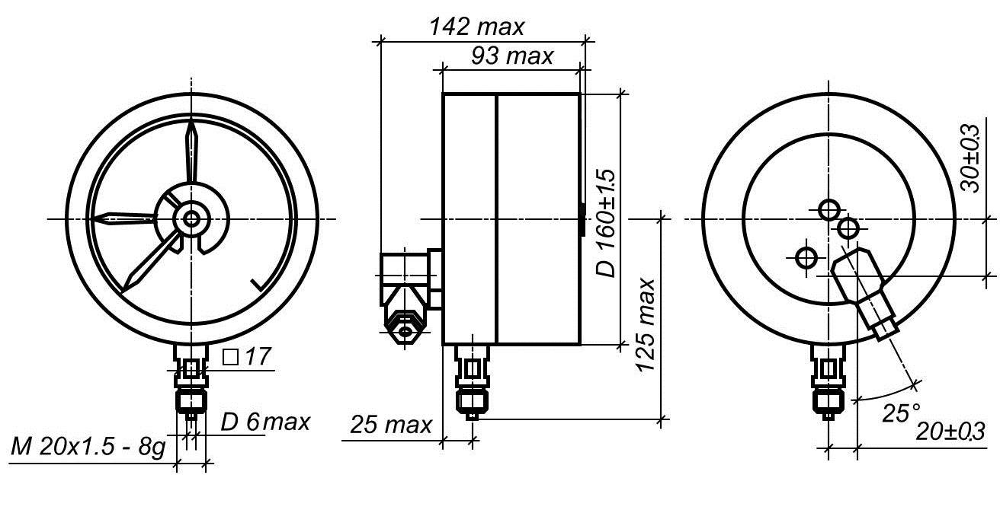 142 max
93 max
D 160±1.5
30±0.3
125 max
□ 17
D 6 max
M 20x1.5 - 8g
25 max
25°
20±0.3